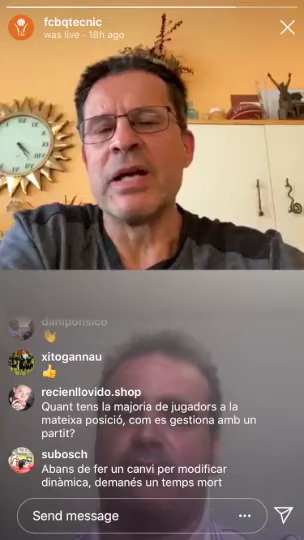 fcbqtecnic
was live · 18h ago
daniponsico
👋
xitogannau
👍
recienllovido.shop
Quant tens la majoria de jugadors a la
mateixa posició, com es gestiona amb un
partit?
subosch
Abans de fer un canvi per modificar
dinàmica, demanés un temps mort
Send message